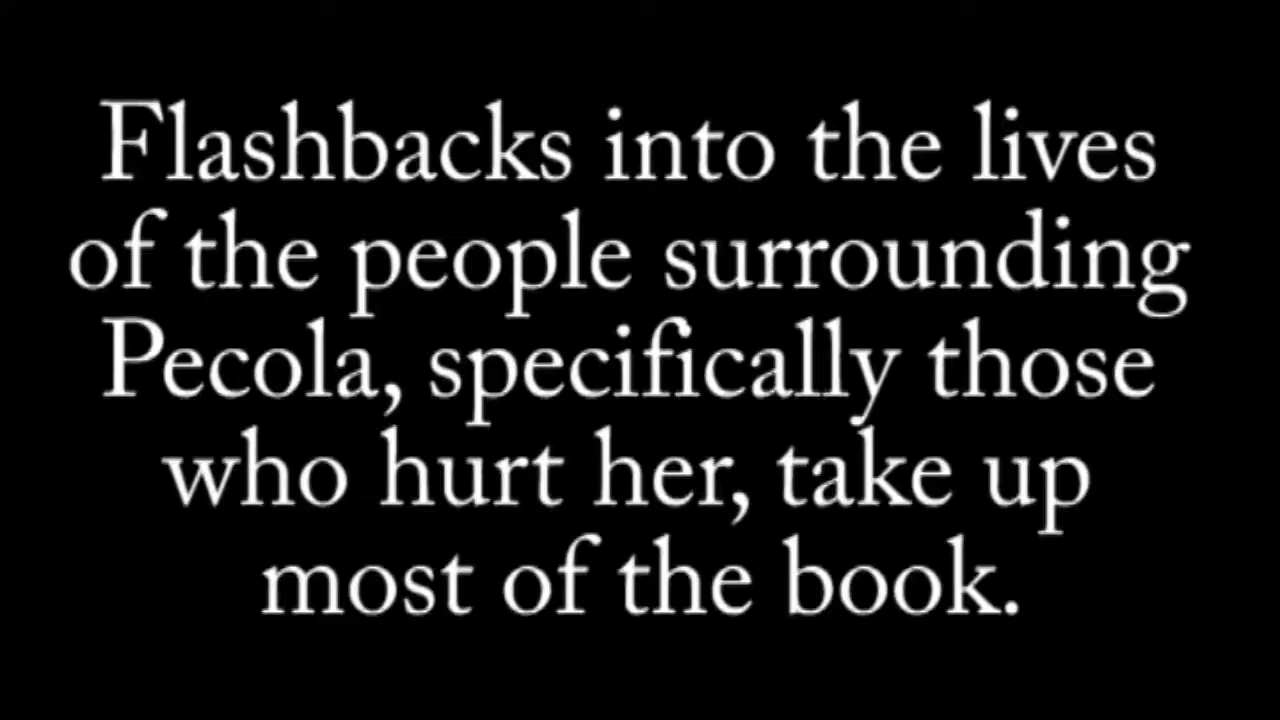 Flashbacks into the lives
of the people surrounding
Pecola, specifically those
who hurt her, take up
most of the book.